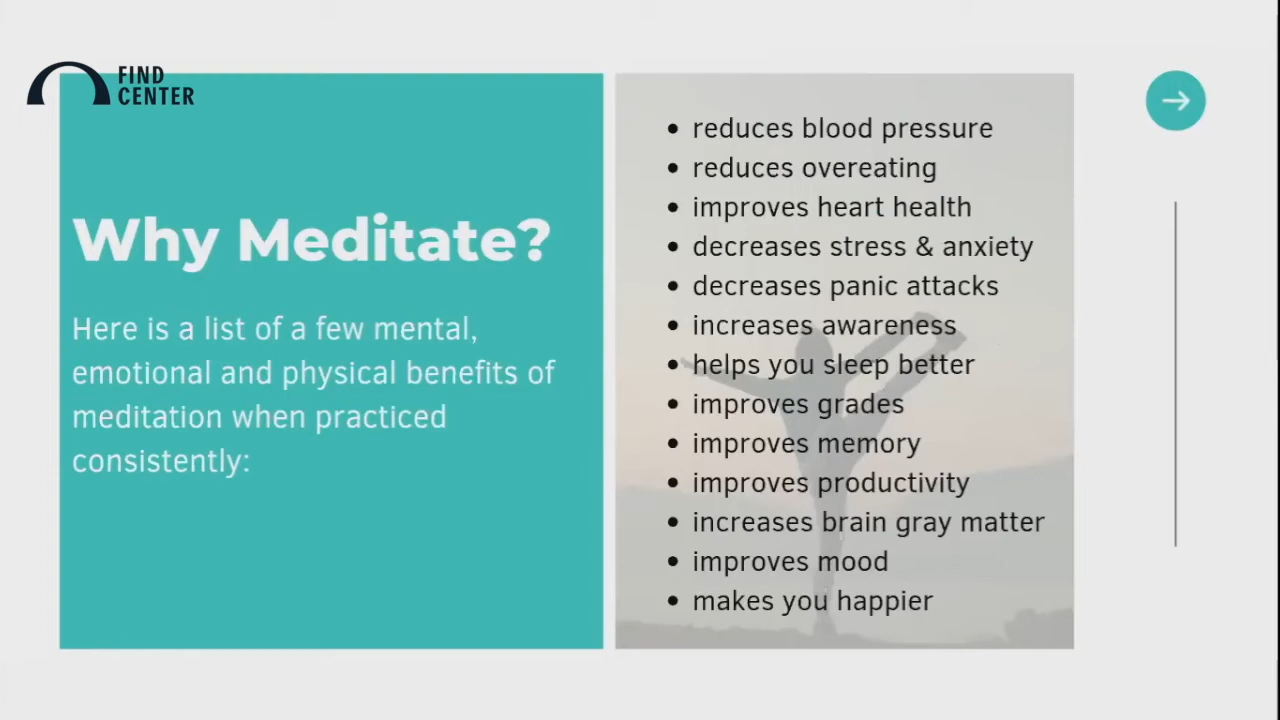 FIND
CENTER
Why Meditate?
Here is a list of a few mental,
emotional and physical benefits of
meditation when practiced
consistently:
• reduces blood pressure
• reduces overeating
• improves heart health
• decreases stress & anxiety
• decreases panic attacks
• increases awareness
• helps you sleep better
• improves grades
• improves memory
• improves productivity
• increases brain gray matter
• improves mood
• makes you happier